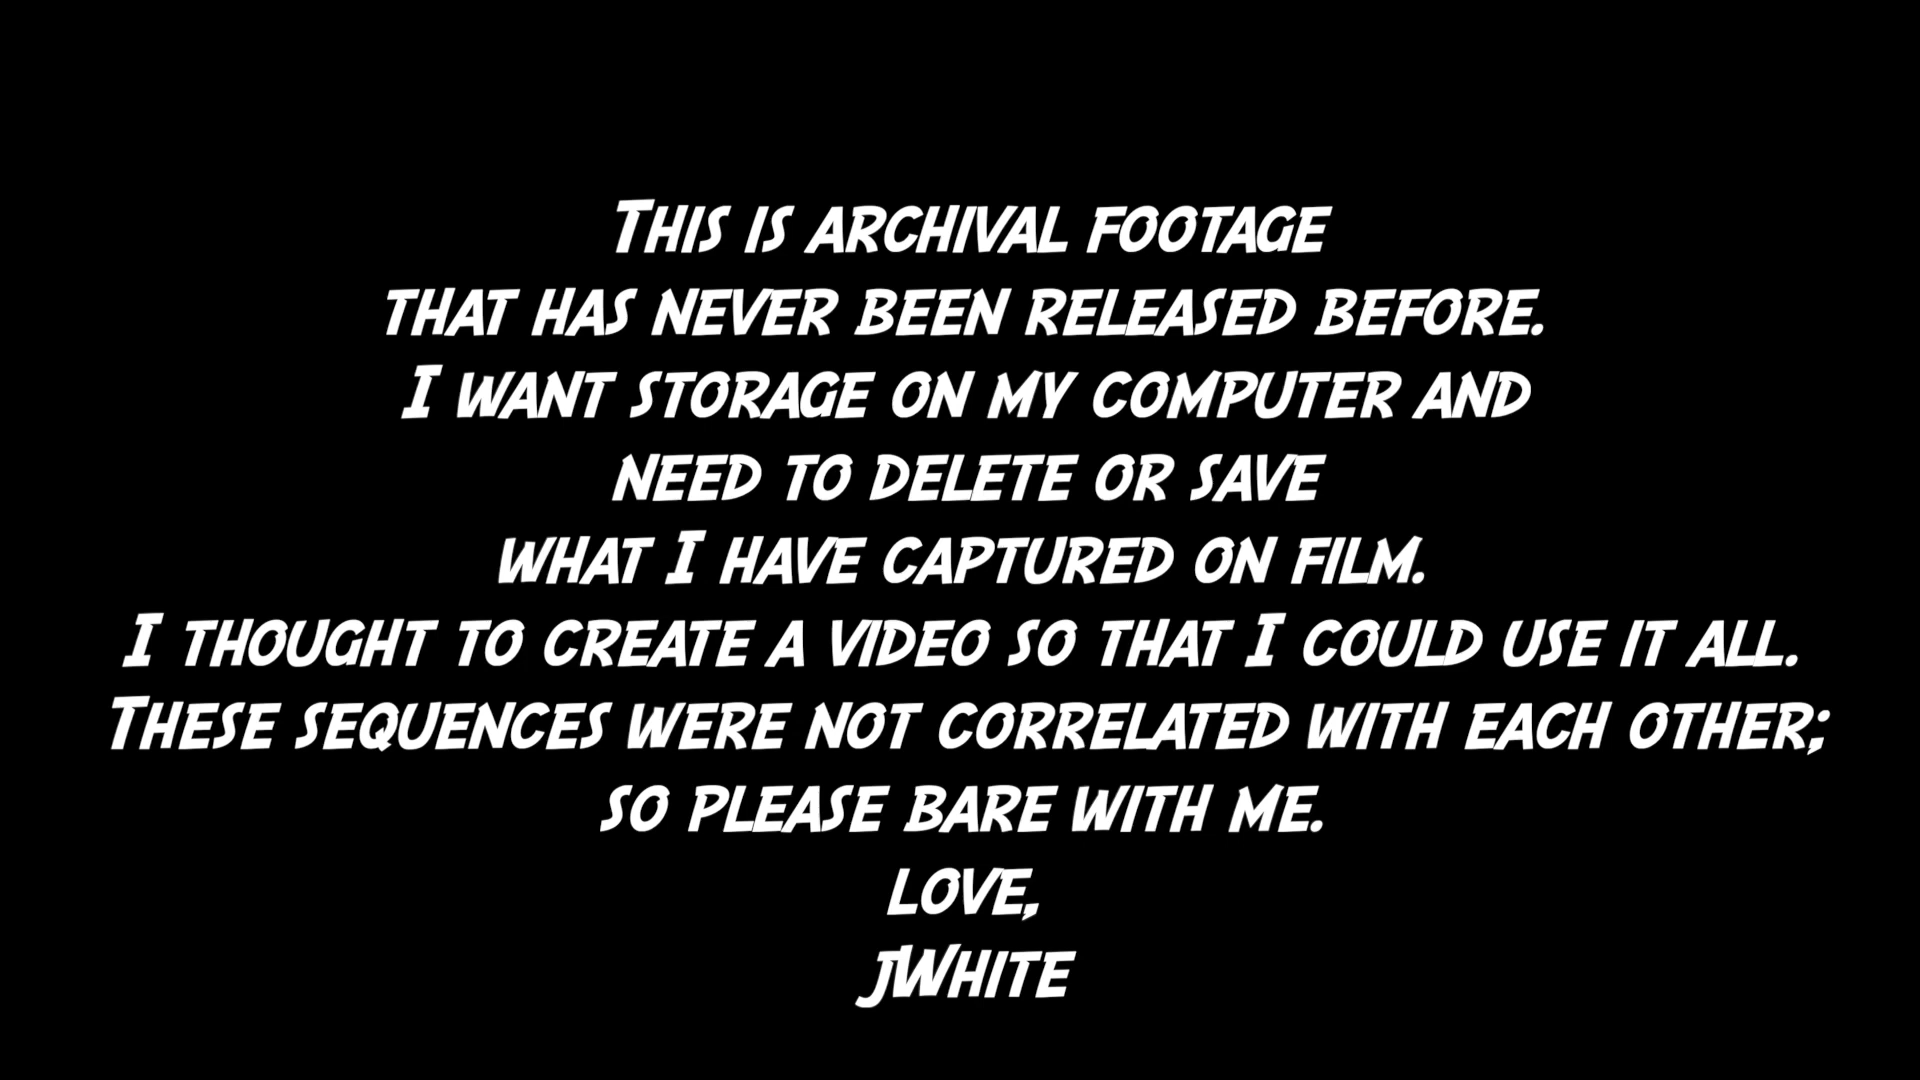 This is archival footage
that has never been released before.
I want storage on my computer and
need to delete or save
what I have captured on film.
I thought to create a video so that I could use it all.
These sequences were not correlated with each other;
so please bare with me.
love,
jWhite